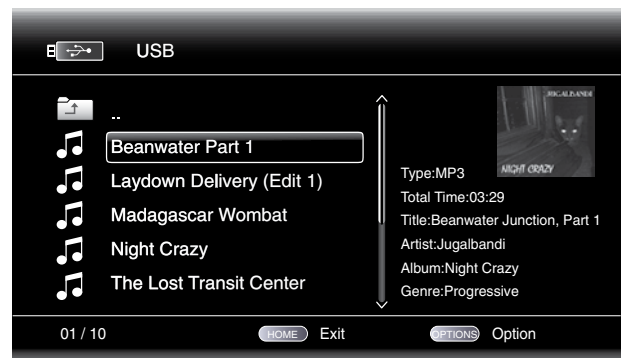 USB
..
Beanwater Part 1
Laydown Delivery (Edit 1)
Madagascar Wombat
Night Crazy
The Lost Transit Center
JUGALBANDI
NIGHT CRAZY
Type:MP3
Total Time:03:29
Title:Beanwater Junction, Part 1
Artist:Jugalbandi
Album:Night Crazy
Genre:Progressive
01 / 10
HOME Exit
OPTIONS Option